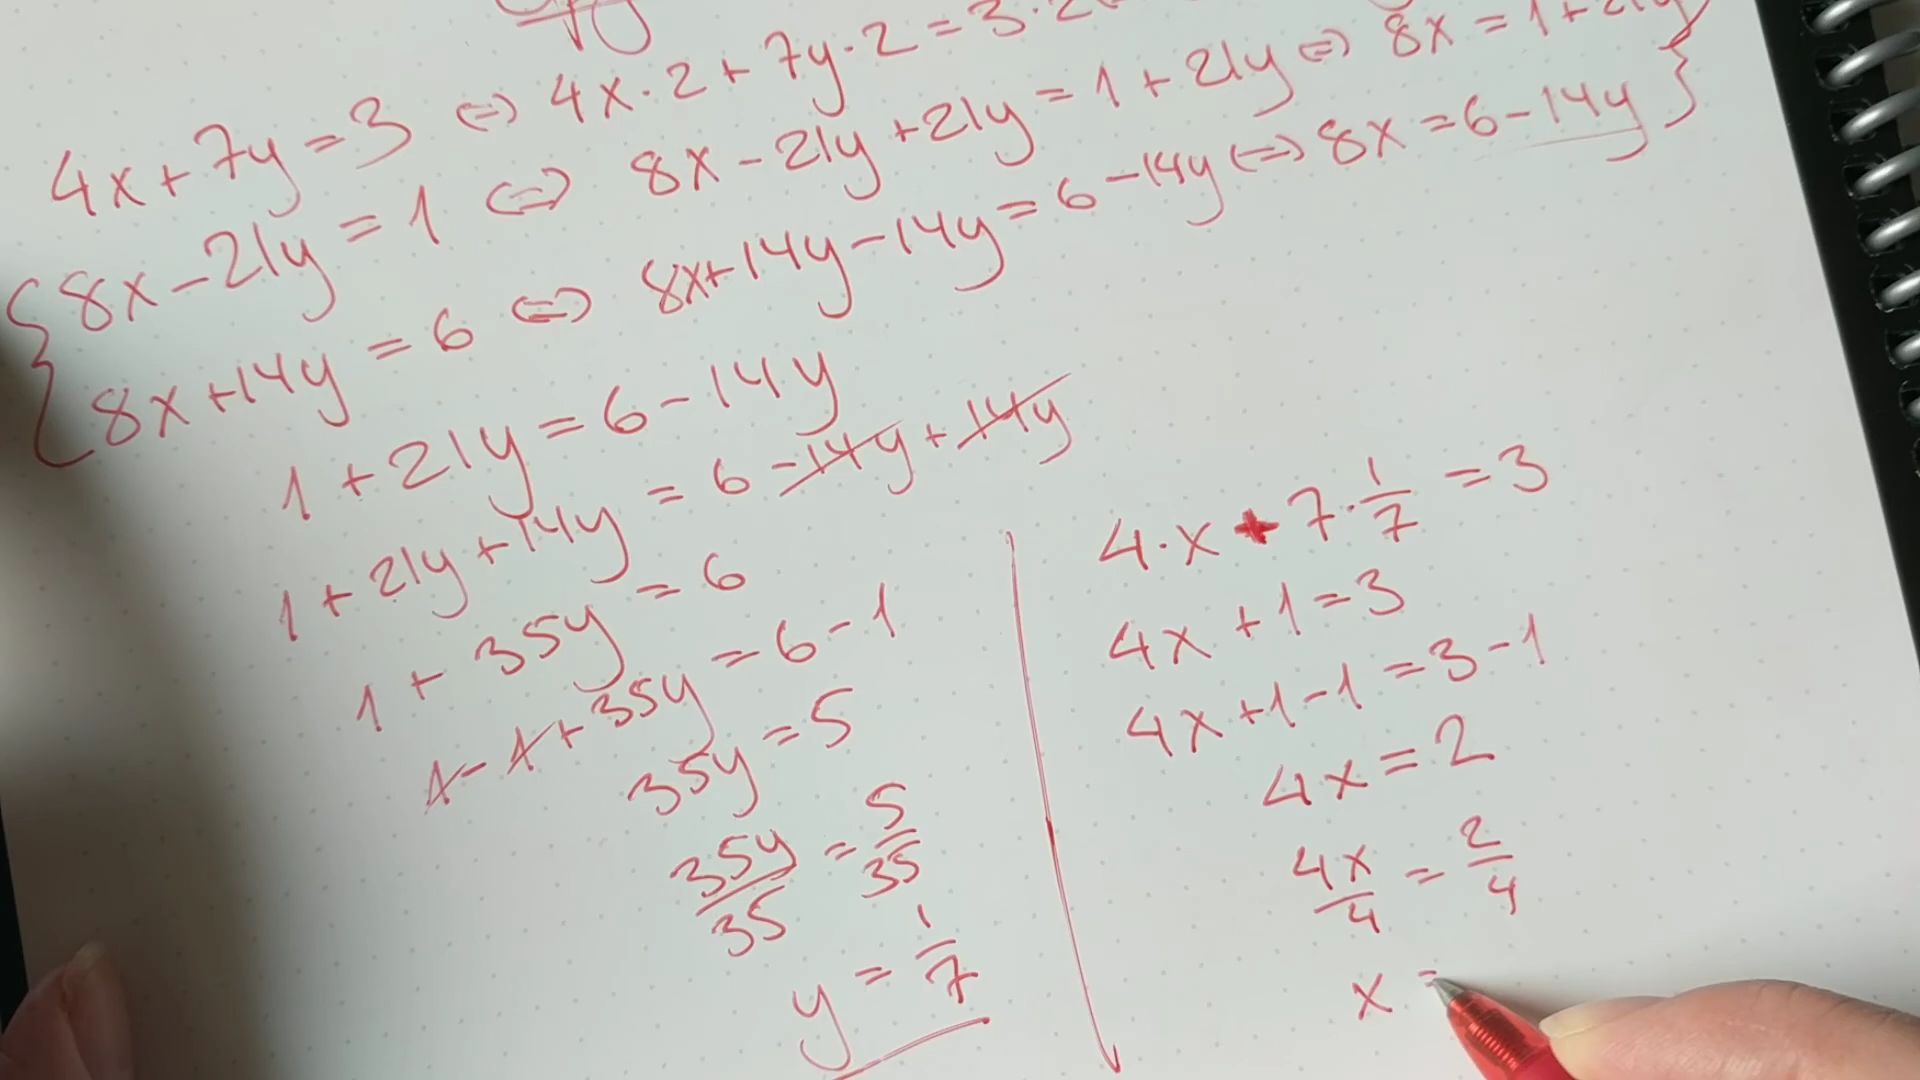 4x + 7y = 3 ⇔ 4x · 2 + 7y · 2 = 3 · 2
8x - 21y = 1 ⇔ 8x - 21y + 21y = 1 + 21y ⇔ 8x = 1 + 21y
8x + 14y = 6 ⇔ 8x + 14y - 14y = 6 - 14y ⇔ 8x = 6 - 14y
1 + 21y = 6 - 14y
1 + 21y + 14y = 6 - 14y + 14y
1 + 35y = 6
1 - 1 + 35y = 6 - 1
35y = 5
35y/35 = 5/35
y = 1/7
4 · x + 7 · 1/7 = 3
4x + 1 = 3
4x + 1 - 1 = 3 - 1
4x = 2
4x/4 = 2/4
x =